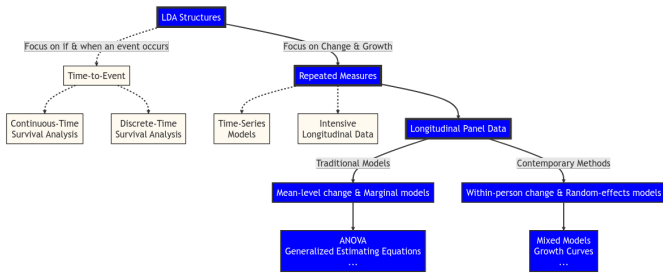 LDA Structures
Focus on if & when an event occurs
Focus on Change & Growth
Time-to-Event
Repeated Measures
Continuous-Time
Survival Analysis
Discrete-Time
Survival Analysis
Time-Series
Models
Intensive
Longitudinal Data
Longitudinal Panel Data
Traditional Models
Contemporary Methods
Mean-level change & Marginal models
Within-person change & Random-effects models
ANOVA
Generalized Estimating Equations
...
Mixed Models
Growth Curves
...